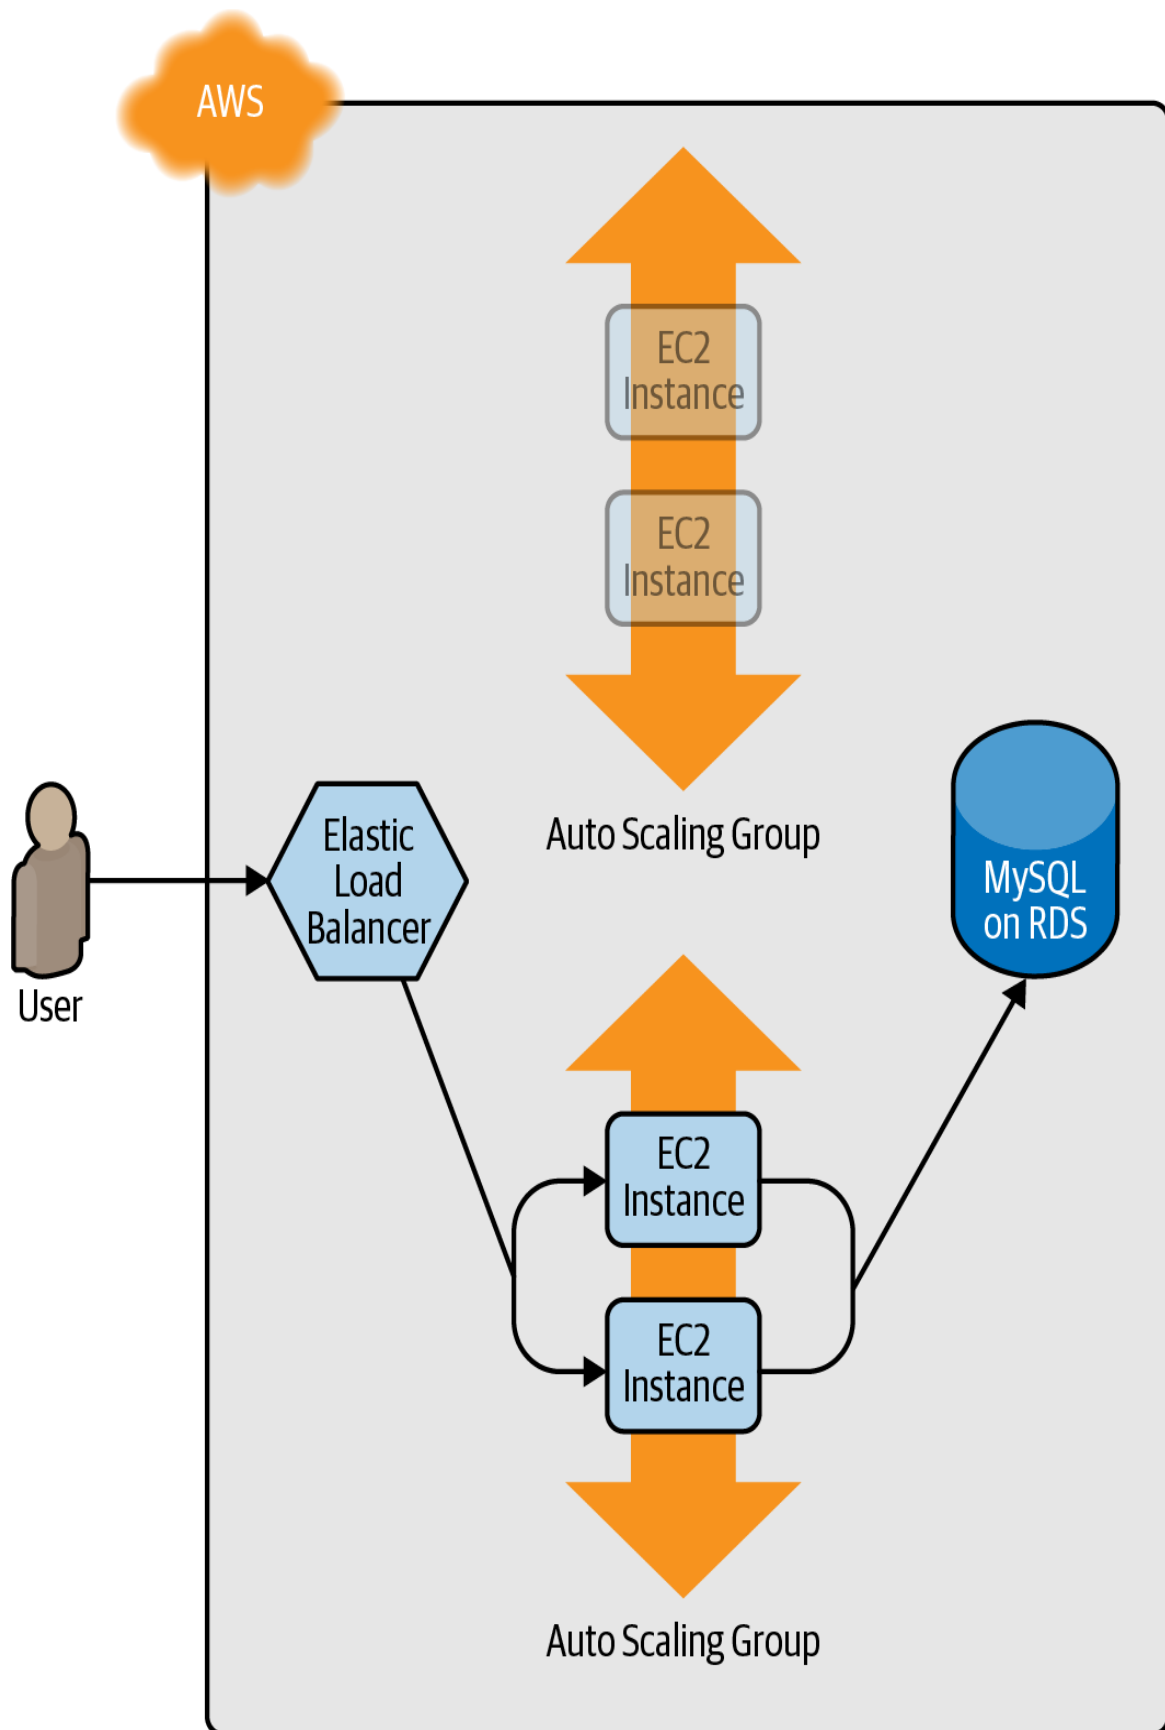 AWS
EC2
Instance
EC2
Instance
Auto Scaling Group
Elastic
Load
Balancer
MySQL
on RDS
User
EC2
Instance
EC2
Instance
Auto Scaling Group